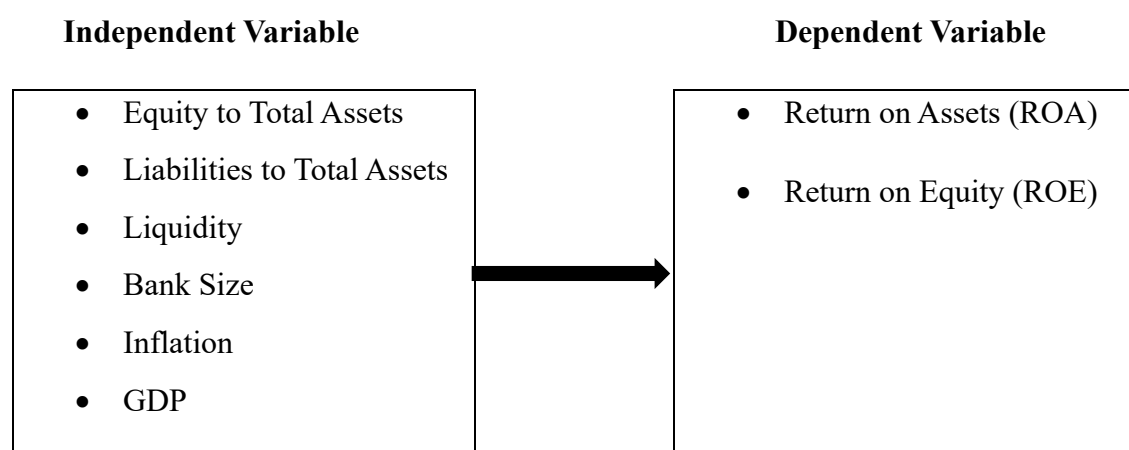 Independent Variable
Dependent Variable
• Equity to Total Assets
• Liabilities to Total Assets
• Liquidity
• Bank Size
• Inflation
• GDP
• Return on Assets (ROA)
• Return on Equity (ROE)